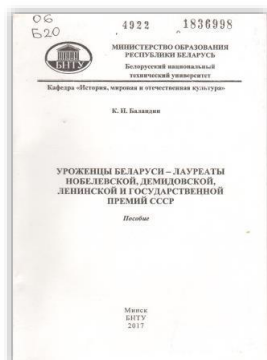 06
Б20
4922
1836998
МИНИСТЕРСТВО ОБРАЗОВАНИЯ
РЕСПУБЛИКИ БЕЛАРУСЬ
Белорусский национальный
технический университет
БНТУ
Кафедра «История, мировая и отечественная культура»
К. И. Баландин
УРОЖЕНЦЫ БЕЛАРУСИ – ЛАУРЕАТЫ
НОБЕЛЕВСКОЙ, ДЕМИДОВСКОЙ,
ЛЕНИНСКОЙ И ГОСУДАРСТВЕННОЙ
ПРЕМИЙ СССР
Пособие
Минск
БНТУ
2017